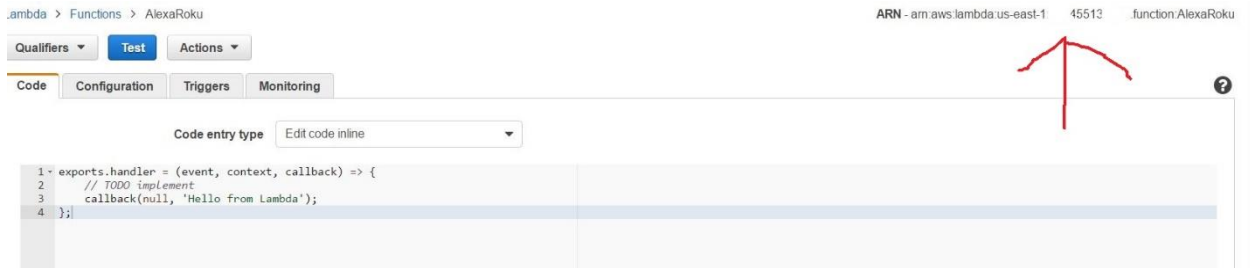 Lambda > Functions > AlexaRoku
ARN - arn:aws:lambda:us-east-1 45513 :function:AlexaRoku
Qualifiers Test Actions
Code Configuration Triggers Monitoring
?
Code entry type Edit code inline
1 exports.handler = (event, context, callback) => {
2 // TODO implement
3 callback(null, 'Hello from Lambda');
4 };